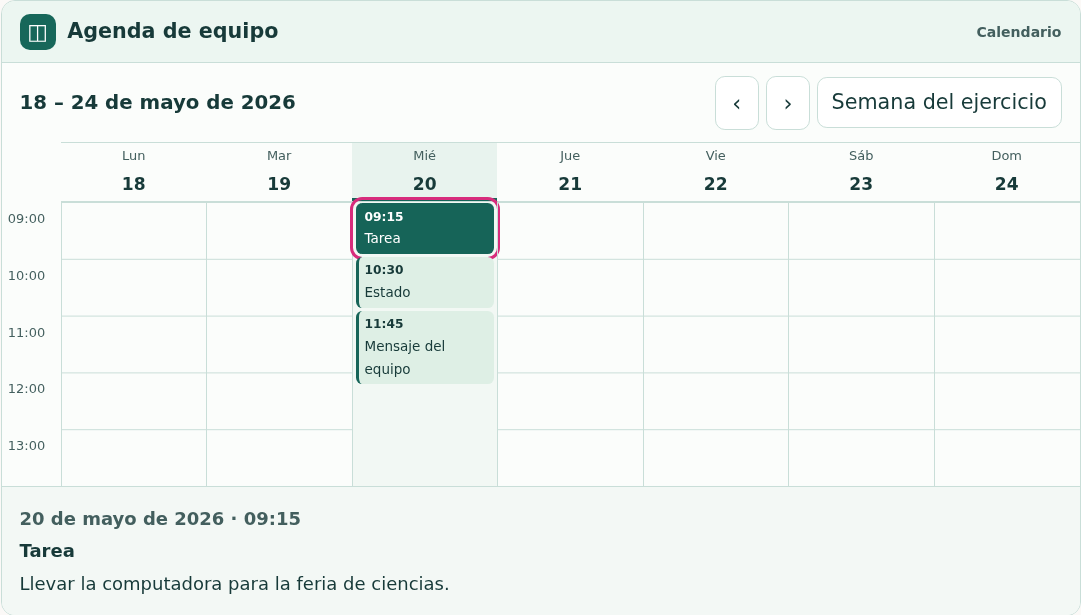 Agenda de equipo
Calendario
18 – 24 de mayo de 2026
‹
›
Semana del ejercicio
Lun
Mar
Mié
Jue
Vie
Sáb
Dom
18
19
20
21
22
23
24
09:00
10:00
11:00
12:00
13:00
09:15
Tarea
10:30
Estado
11:45
Mensaje del
equipo
20 de mayo de 2026 · 09:15
Tarea
Llevar la computadora para la feria de ciencias.